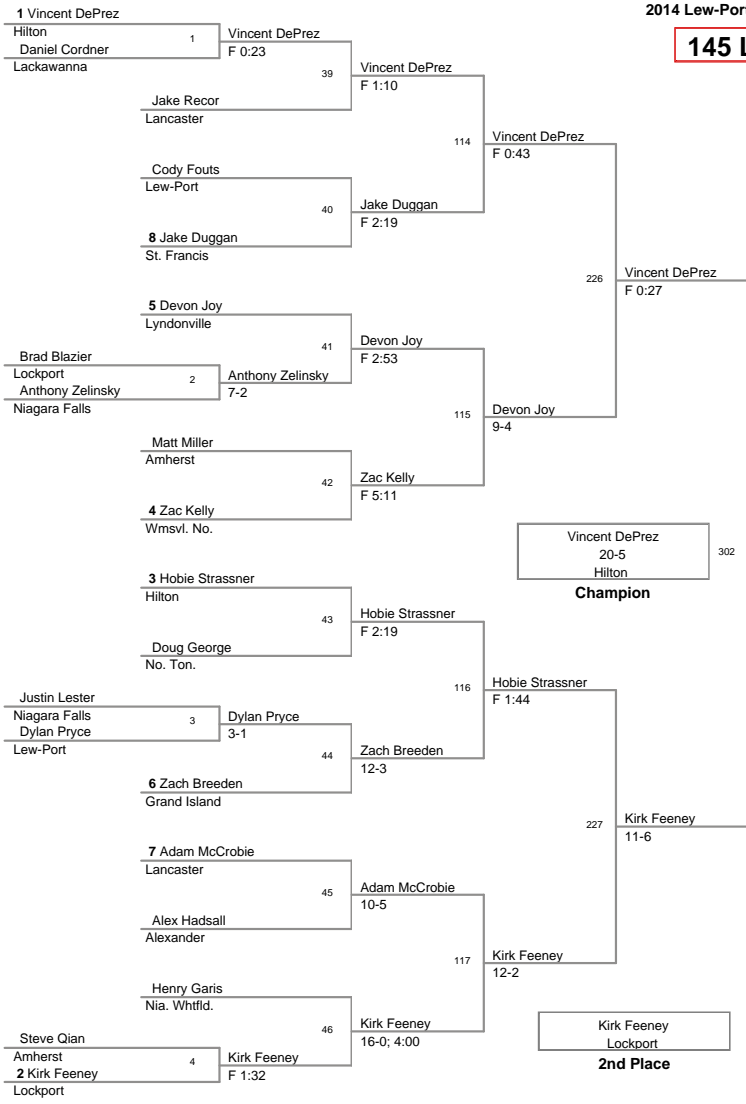 2014 Lew-Por
145 L
1 Vincent DePrez
Hilton
1
Daniel Cordner
Lackawanna
Vincent DePrez
F 0:23
39
Jake Recor
Lancaster
Vincent DePrez
F 1:10
114
Cody Fouts
Lew-Port
40
8 Jake Duggan
St. Francis
Jake Duggan
F 2:19
Vincent DePrez
F 0:43
226
5 Devon Joy
Lyndonville
41
Brad Blazier
Lockport
2
Anthony Zelinsky
Niagara Falls
Anthony Zelinsky
7-2
Devon Joy
F 2:53
115
Matt Miller
Amherst
42
4 Zac Kelly
Wmsvl. No.
Zac Kelly
F 5:11
Devon Joy
9-4
Vincent DePrez
F 0:27
Vincent DePrez
20-5
Hilton
302
Champion
3 Hobie Strassner
Hilton
43
Doug George
No. Ton.
Hobie Strassner
F 2:19
116
Justin Lester
Niagara Falls
3
Dylan Pryce
Lew-Port
Dylan Pryce
3-1
44
6 Zach Breeden
Grand Island
Zach Breeden
12-3
Hobie Strassner
F 1:44
227
7 Adam McCrobie
Lancaster
45
Alex Hadsall
Alexander
Adam McCrobie
10-5
117
Henry Garis
Nia. Whtfld.
46
Steve Qian
Amherst
4
2 Kirk Feeney
Lockport
Kirk Feeney
F 1:32
Kirk Feeney
16-0; 4:00
Kirk Feeney
12-2
Kirk Feeney
11-6
Kirk Feeney
Lockport
2nd Place